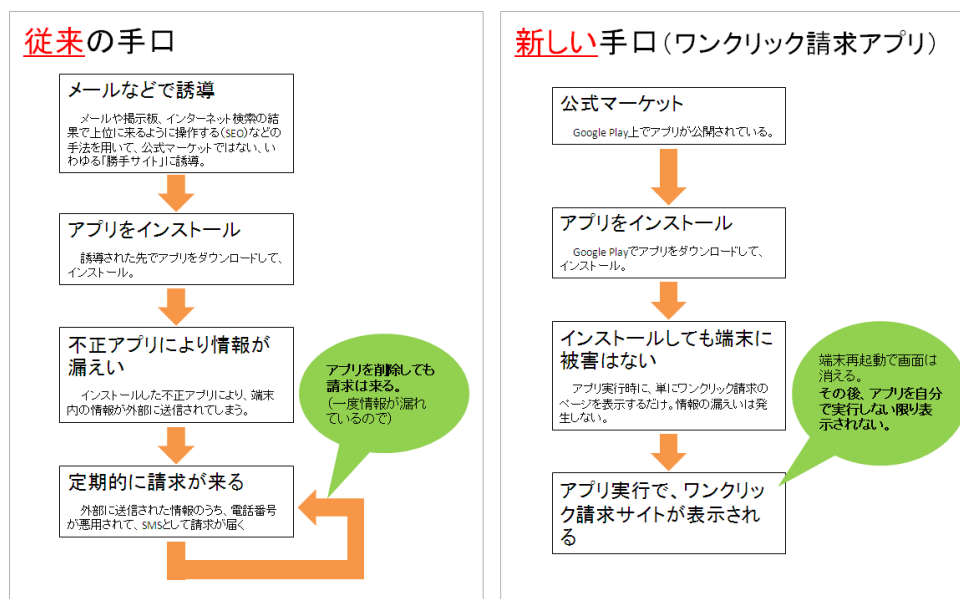 従来の手口
メールなどで誘導
メールや掲示板、インターネット検索の結
果で上位に来るように操作する(SEO)などの
手法を用いて、公式マーケットではない、い
わゆる「勝手サイト」に誘導。
アプリをインストール
誘導された先でアプリをダウンロードして、
インストール。
不正アプリにより情報が
漏えい
インストールした不正アプリにより、端末
内の情報が外部に送信されてしまう。
アプリを削除しても
請求は来る。
(一度情報が漏れ
ているので)
定期的に請求が来る
外部に送信された情報のうち、電話番号
が悪用されて、SMSとして請求が届く
新しい手口(ワンクリック請求アプリ)
公式マーケット
Google Play上でアプリが公開されている。
アプリをインストール
Google Playでアプリをダウンロードして、
インストール。
インストールしても端末に
被害はない
アプリ実行時に、単にワンクリック請求の
ページを表示するだけ。情報の漏えいは発
生しない。
端末再起動で画面は
消える。
その後、アプリを自分
で実行しない限り表
示されない。
アプリ実行で、ワンクリッ
ク請求サイトが表示され
る